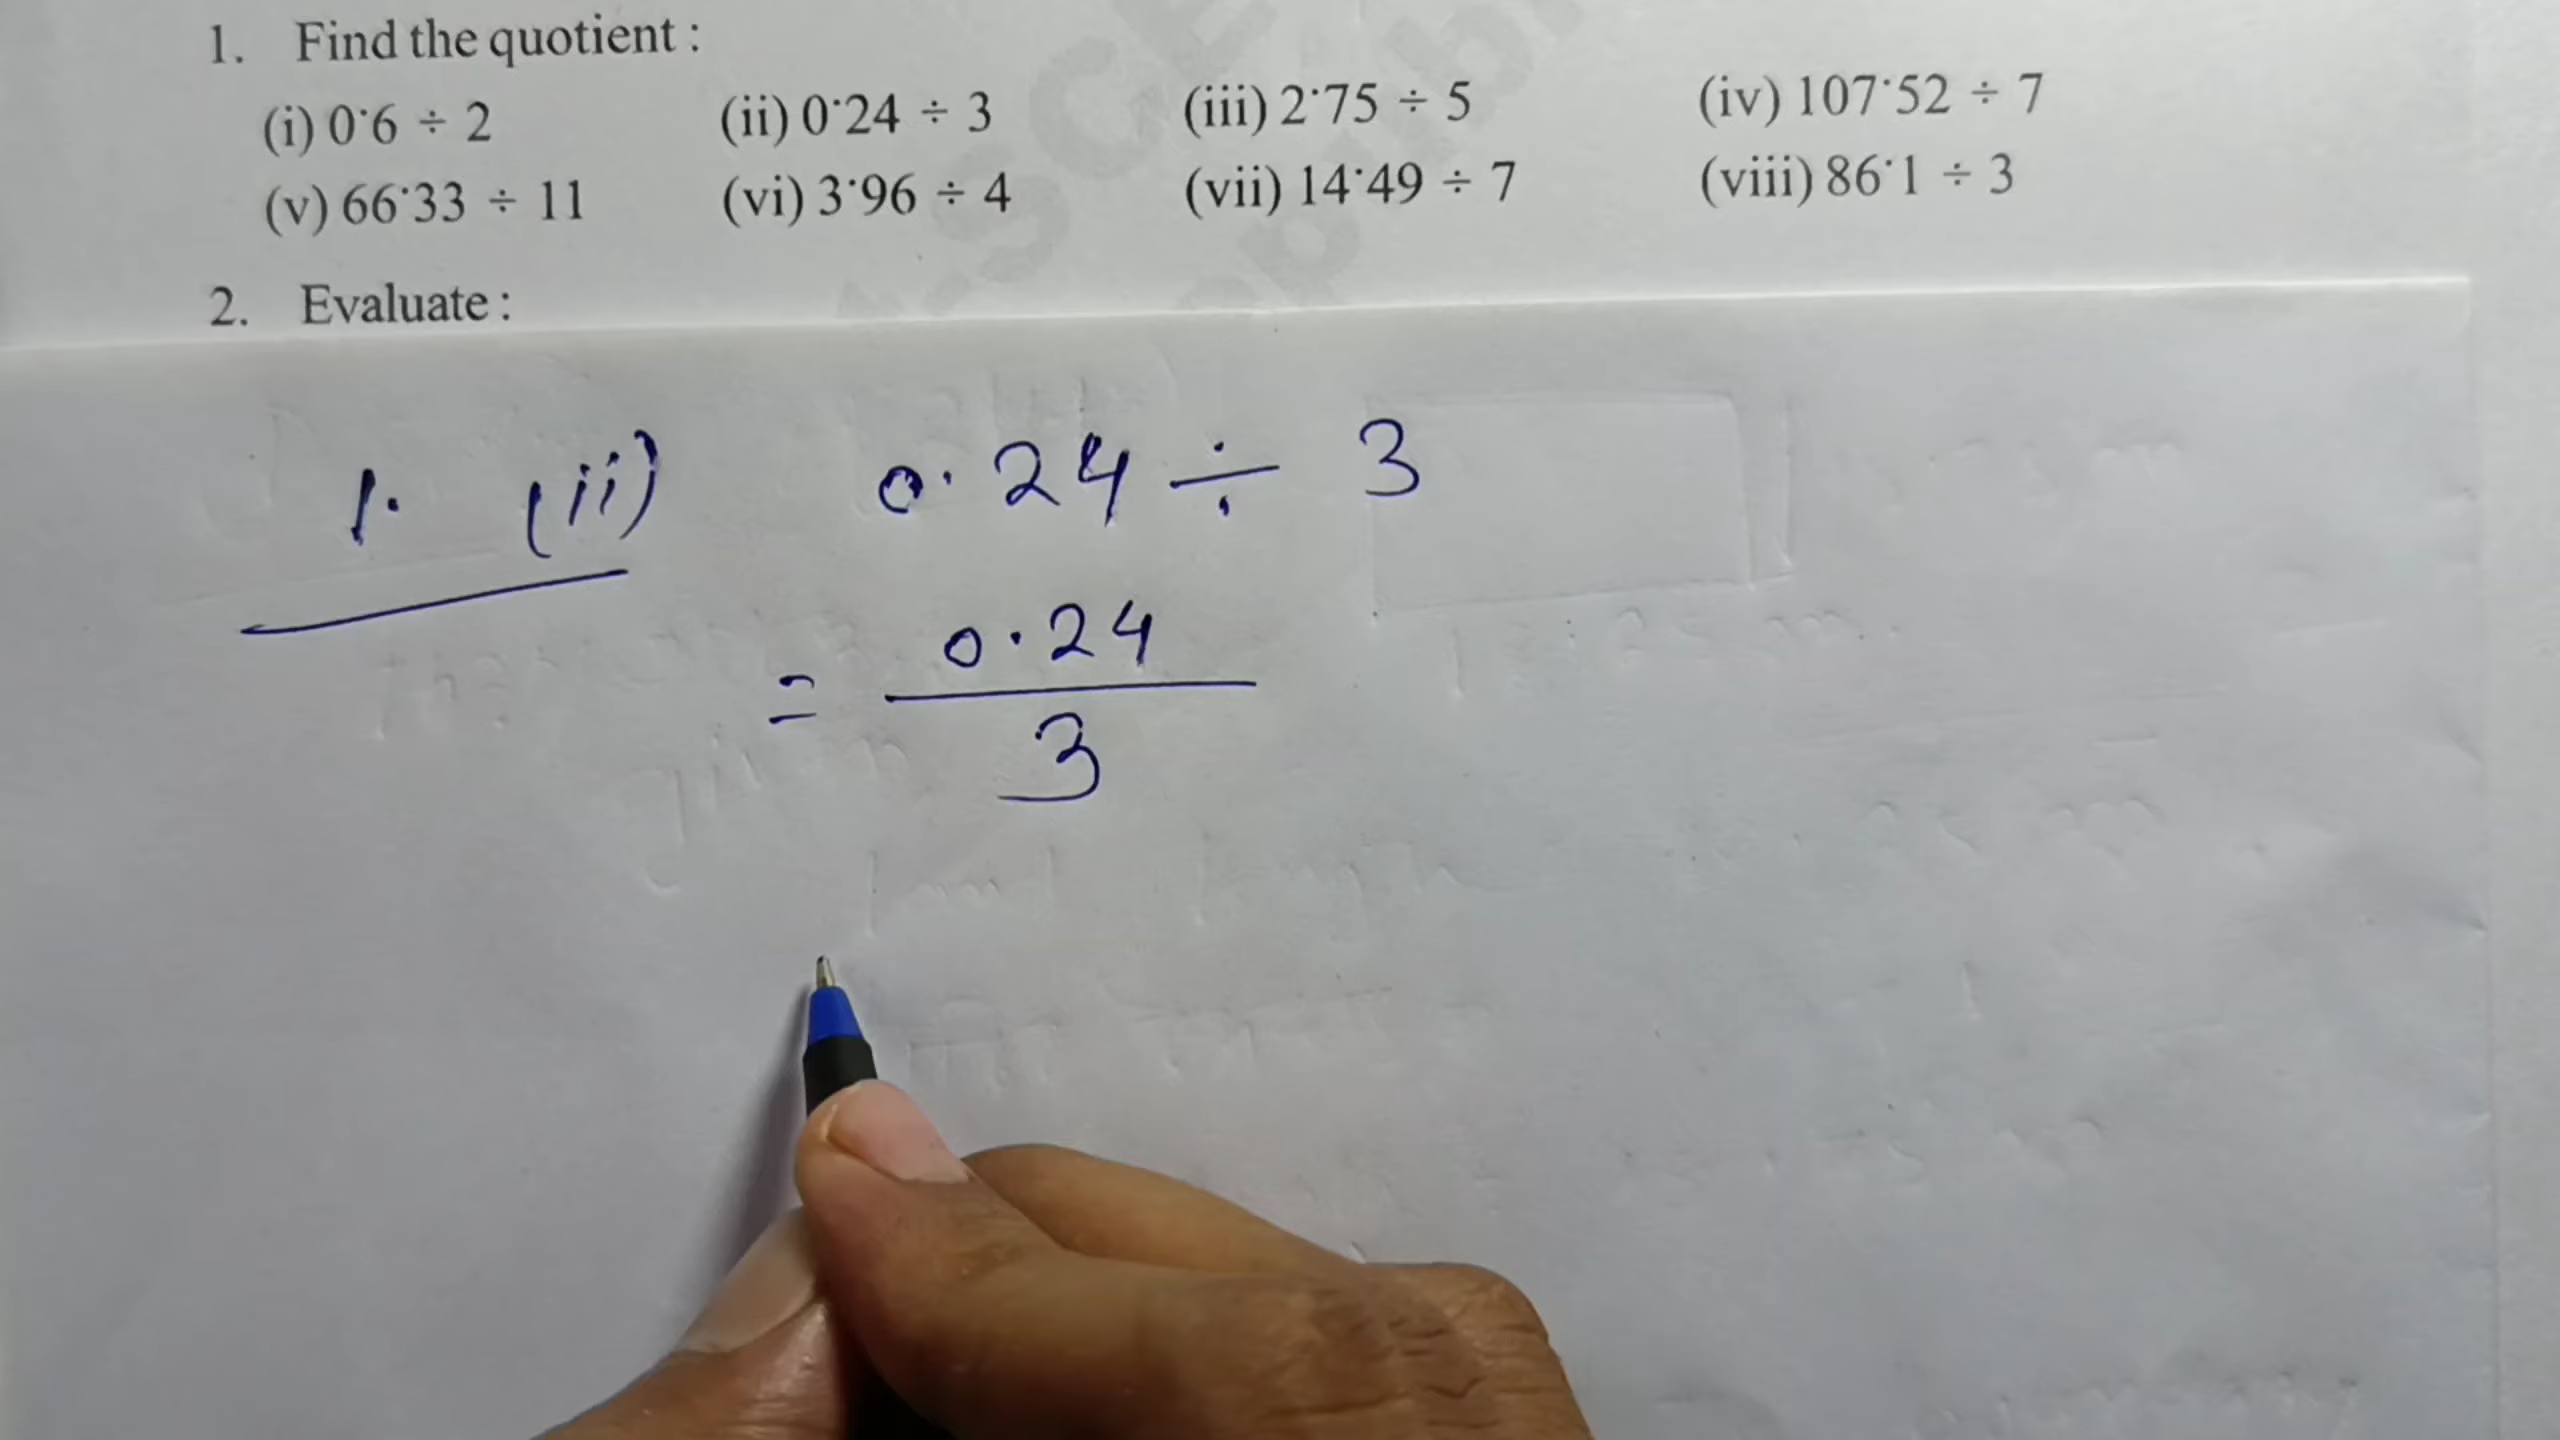 1. Find the quotient :
(i) 0·6 ÷ 2 (ii) 0·24 ÷ 3 (iii) 2·75 ÷ 5 (iv) 107·52 ÷ 7
(v) 66·33 ÷ 11 (vi) 3·96 ÷ 4 (vii) 14·49 ÷ 7 (viii) 86·1 ÷ 3
2. Evaluate :
1. (ii) 0.24 ÷ 3
= 0.24
3